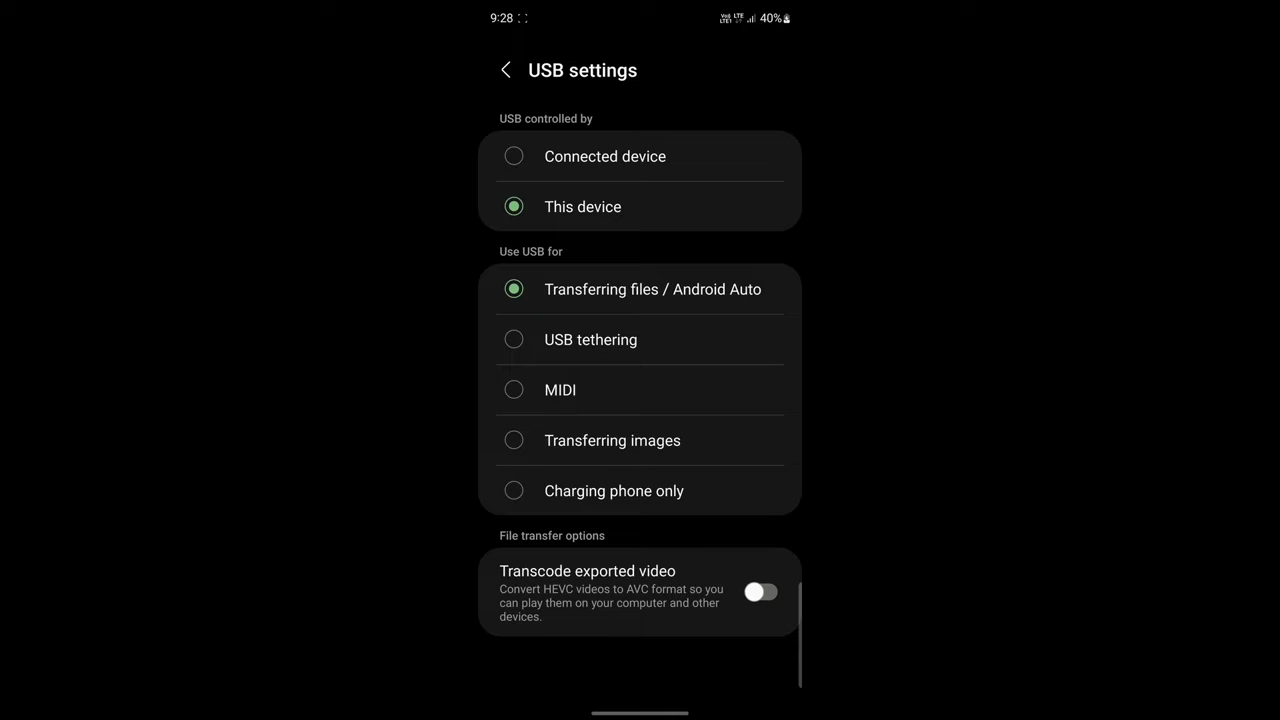 9:28
LTE 40%
USB settings
USB controlled by
Connected device
This device
Use USB for
Transferring files / Android Auto
USB tethering
MIDI
Transferring images
Charging phone only
File transfer options
Transcode exported video
Convert HEVC videos to AVC format so you
can play them on your computer and other
devices.